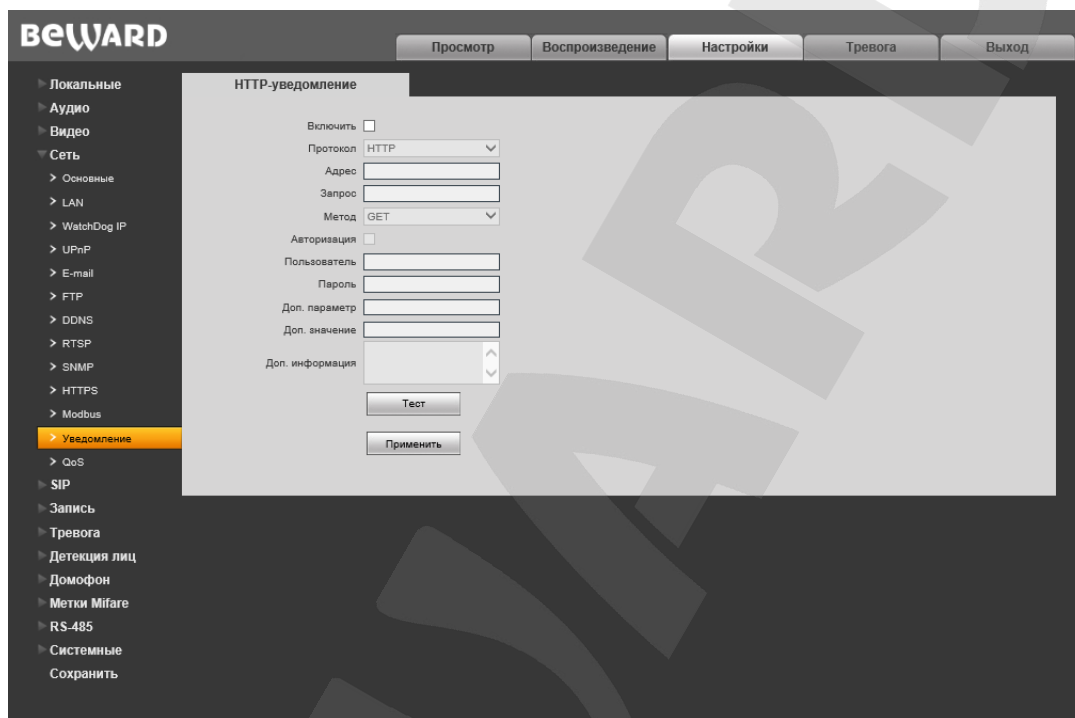 BEWARD
Просмотр
Воспроизведение
Настройки
Тревога
Выход
Локальные
Аудио
Видео
Сеть
Основные
LAN
WatchDog IP
UPnP
E-mail
FTP
DDNS
RTSP
SNMP
HTTPS
Modbus
Уведомление
QoS
SIP
Запись
Тревога
Детекция лиц
Домофон
Метки Mifare
RS-485
Системные
Сохранить
HTTP-уведомление
Включить
Протокол HTTP
Адрес
Запрос
Метод GET
Авторизация
Пользователь
Пароль
Доп. параметр
Доп. значение
Доп. информация
Тест
Применить